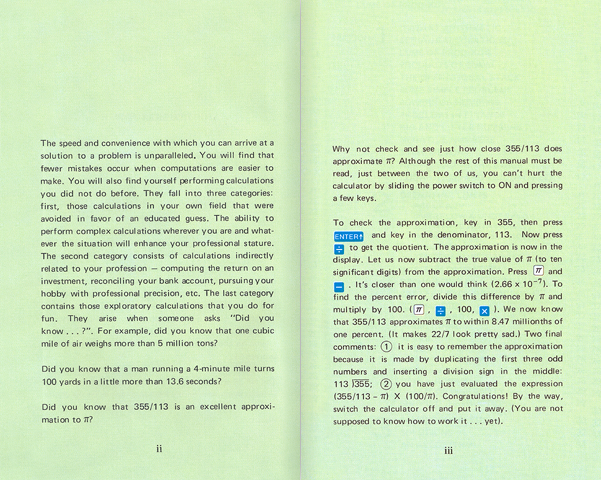 The speed and convenience with which you can arrive at a
solution to a problem is unparalleled. You will find that
fewer mistakes occur when computations are easier to
make. You will also find yourself performing calculations
you did not do before. They fall into three categories:
first, those calculations in your own field that were
avoided in favor of an educated guess. The ability to
perform complex calculations wherever you are and what-
ever the situation will enhance your professional stature.
The second category consists of calculations indirectly
related to your profession – computing the return on an
investment, reconciling your bank account, pursuing your
hobby with professional precision, etc. The last category
contains those exploratory calculations that you do for
fun. They arise when someone asks "Did you
know . . . ?". For example, did you know that one cubic
mile of air weighs more than 5 million tons?
Did you know that a man running a 4-minute mile turns
100 yards in a little more than 13.6 seconds?
Did you know that 355/113 is an excellent approxi-
mation to π?
ii
Why not check and see just how close 355/113 does
approximate π? Although the rest of this manual must be
read, just between the two of us, you can't hurt the
calculator by sliding the power switch to ON and pressing
a few keys.
To check the approximation, key in 355, then press
ENTER↑ and key in the denominator, 113. Now press
÷ to get the quotient. The approximation is now in the
display. Let us now subtract the true value of π (to ten
significant digits) from the approximation. Press π and
− . It's closer than one would think (2.66 × 10⁻⁷). To
find the percent error, divide this difference by π and
multiply by 100. ( π , ÷ , 100, × ). We now know
that 355/113 approximates π to within 8.47 millionths of
one percent. (It makes 22/7 look pretty sad.) Two final
comments: ① it is easy to remember the approximation
because it is made by duplicating the first three odd
numbers and inserting a division sign in the middle:
113 )355; ② you have just evaluated the expression
(355/113 – π) X (100/π). Congratulations! By the way,
switch the calculator off and put it away. (You are not
supposed to know how to work it . . . yet).
iii